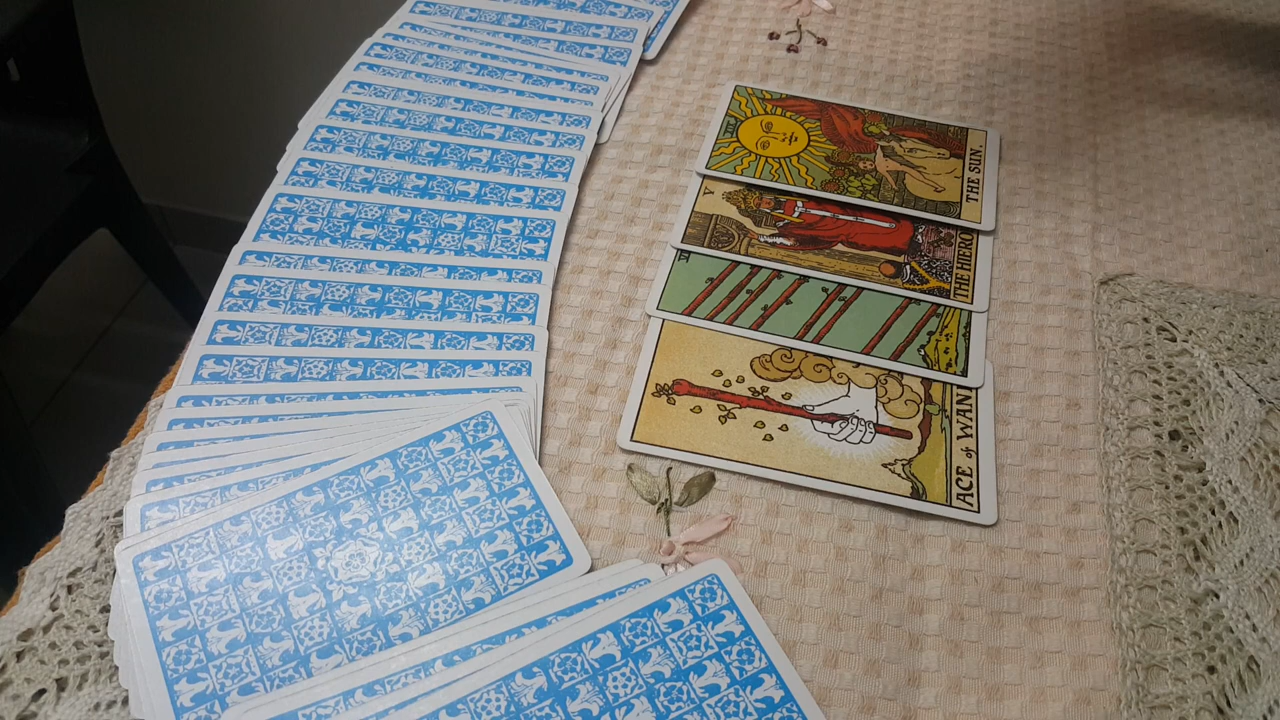 THE SUN.
V
THE HIERO
ACE of WAN